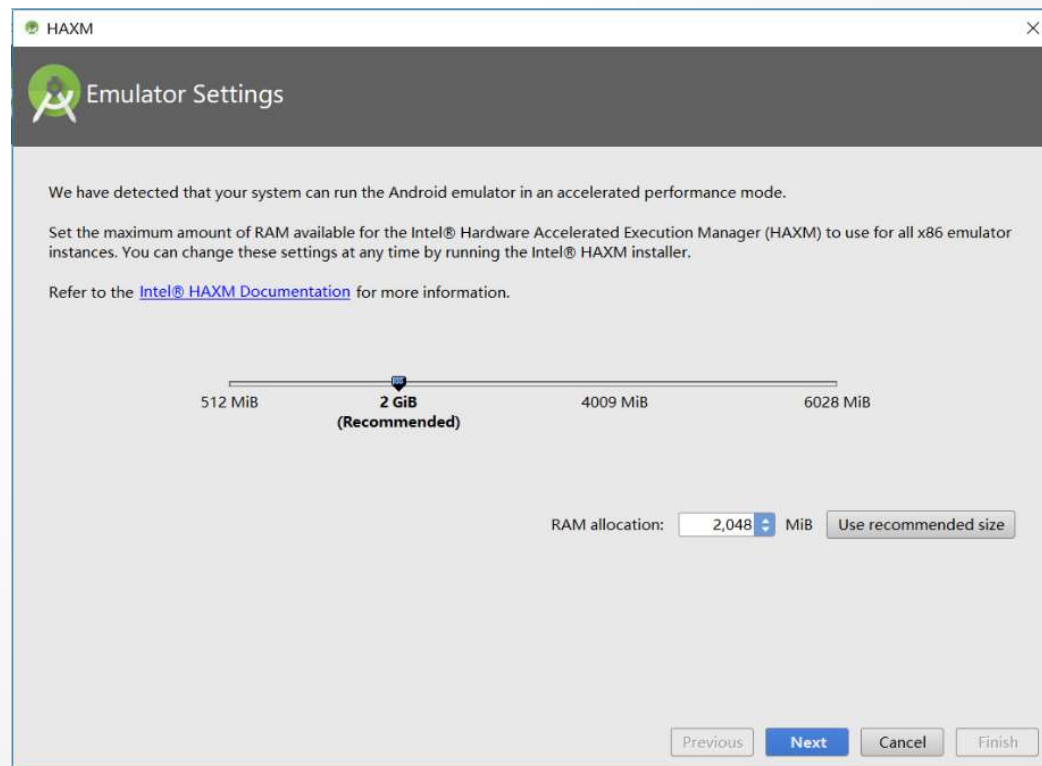 HAXM
Emulator Settings
We have detected that your system can run the Android emulator in an accelerated performance mode.
Set the maximum amount of RAM available for the Intel® Hardware Accelerated Execution Manager (HAXM) to use for all x86 emulator
instances. You can change these settings at any time by running the Intel® HAXM installer.
Refer to the Intel® HAXM Documentation for more information.
512 MiB 2 GiB 4009 MiB 6028 MiB
(Recommended)
RAM allocation: 2,048 MiB Use recommended size
Previous Next Cancel Finish